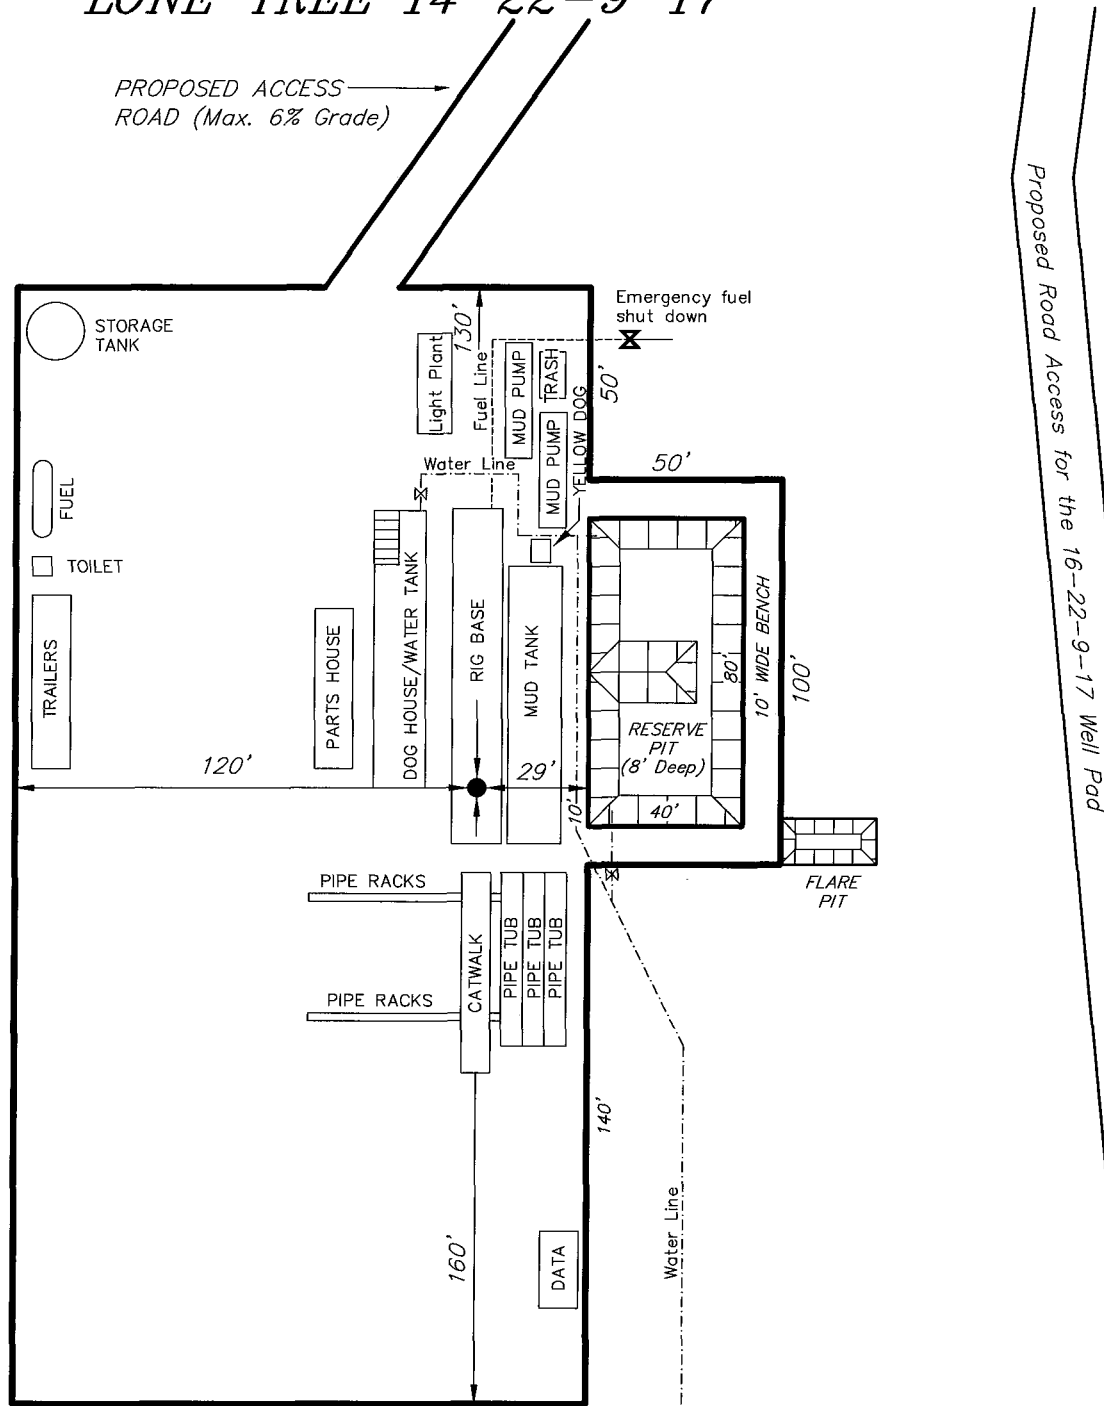 LONE TREE 14-22-9-17
PROPOSED ACCESS
ROAD (Max. 6% Grade)
Proposed Road Access for the 16-22-9-17 Well Pad
STORAGE
TANK
Emergency fuel
shut down
130'
Light Plant
Fuel Line
MUD PUMP
TRASH
50'
MUD PUMP
YELLOW DOG
Water Line
50'
FUEL
TOILET
TRAILERS
PARTS HOUSE
DOG HOUSE/WATER TANK
RIG BASE
MUD TANK
80'
10' WIDE BENCH
100'
RESERVE
PIT
(8' Deep)
120'
29'
10'
40'
FLARE
PIT
PIPE RACKS
CATWALK
PIPE TUB
PIPE TUB
PIPE TUB
PIPE RACKS
140'
160'
DATA
Water Line